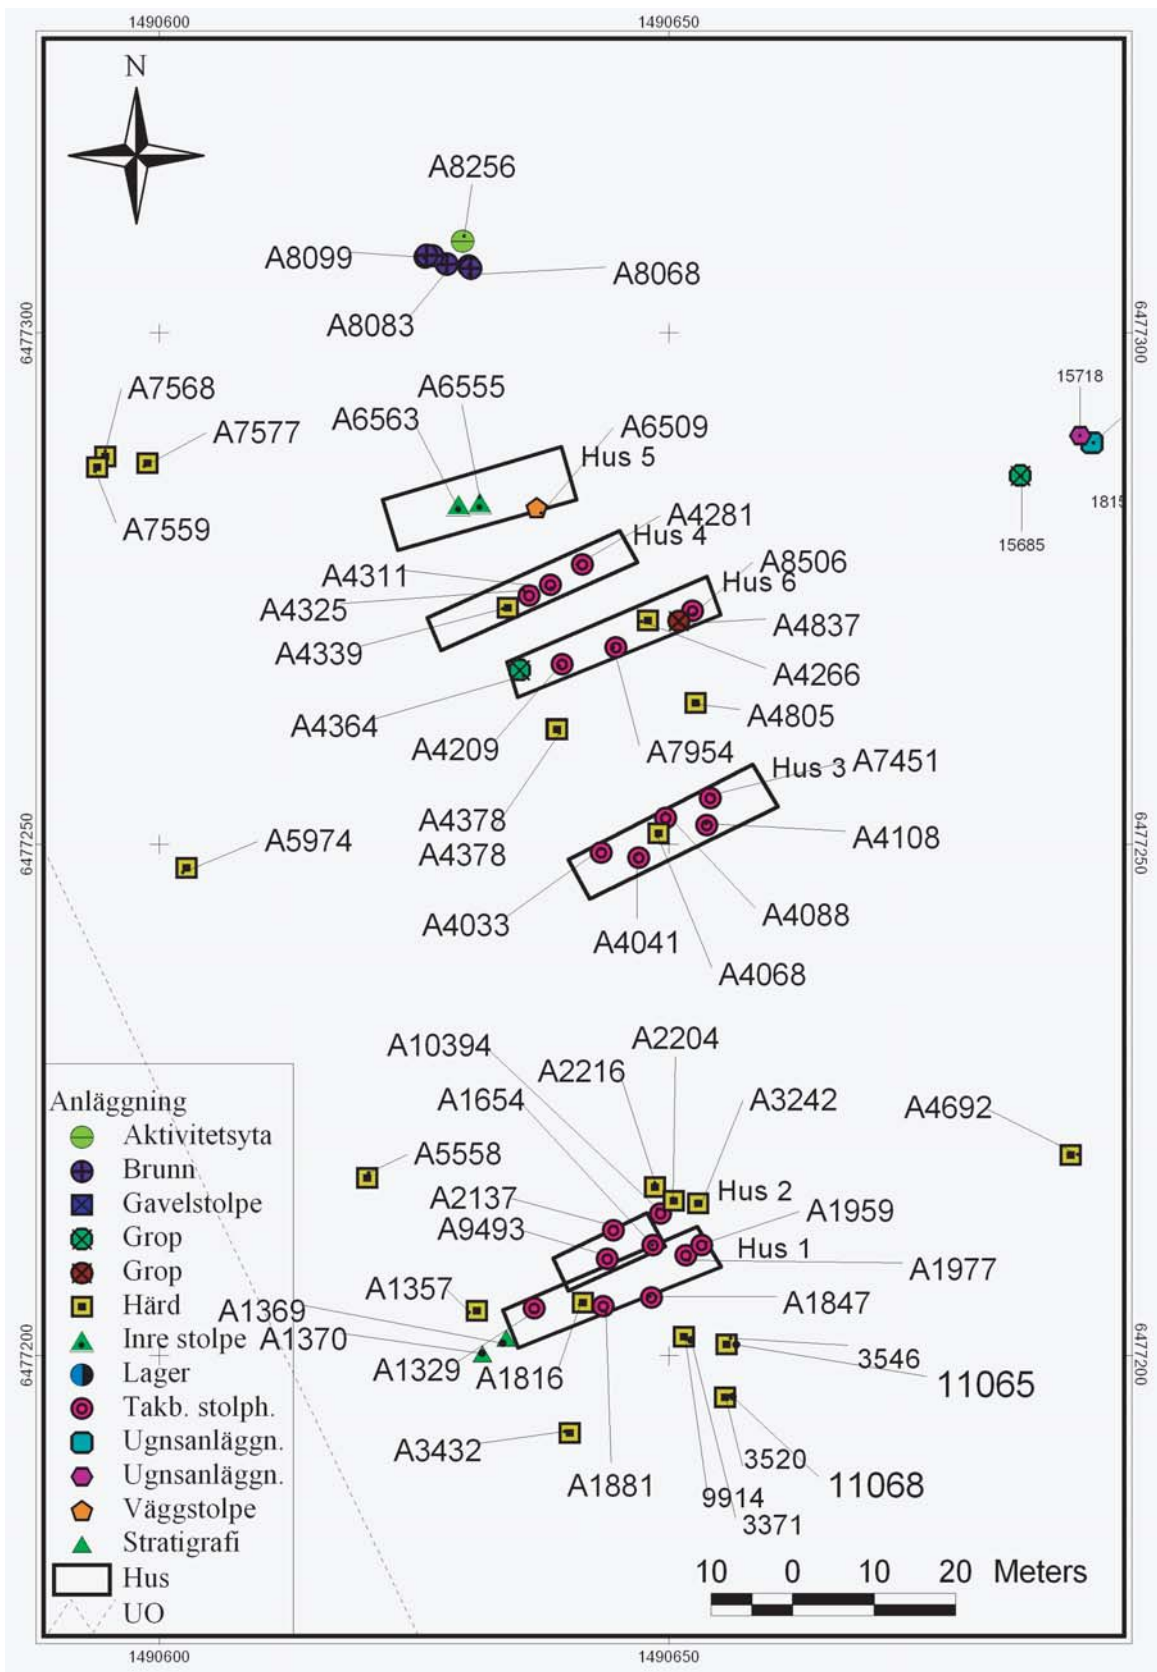 1490600
1490650
N
A8256
A8099
A8068
A8083
6477300
6477300
A7568
A6555
15718
A6563
A7577
A6509
Hus 5
A7559
1815
A4281
Hus 4
15685
A4311
A8506
Hus 6
A4325
A4837
A4339
A4266
A4364
A4805
A4209
A7954
A7451
Hus 3
A4378
6477250
6477250
A5974
A4108
A4378
A4033
A4088
A4041
A4068
A10394
A2204
A2216
A1654
A3242
A4692
Anläggning
Aktivitetsyta
Brunn
Gavelstolpe
Grop
Grop
Härd
Inre stolpe
Lager
Takb. stolph.
Ugnsanläggn.
Ugnsanläggn.
Väggstolpe
Stratigrafi
Hus
UO
A5558
A2137
Hus 2
A1959
A9493
Hus 1
A1977
A1357
A1369
A1847
A1370
6477200
6477200
A1329
A1816
3546
11065
A3432
3520
A1881
11068
9914
3371
10 0 10 20 Meters
1490600
1490650